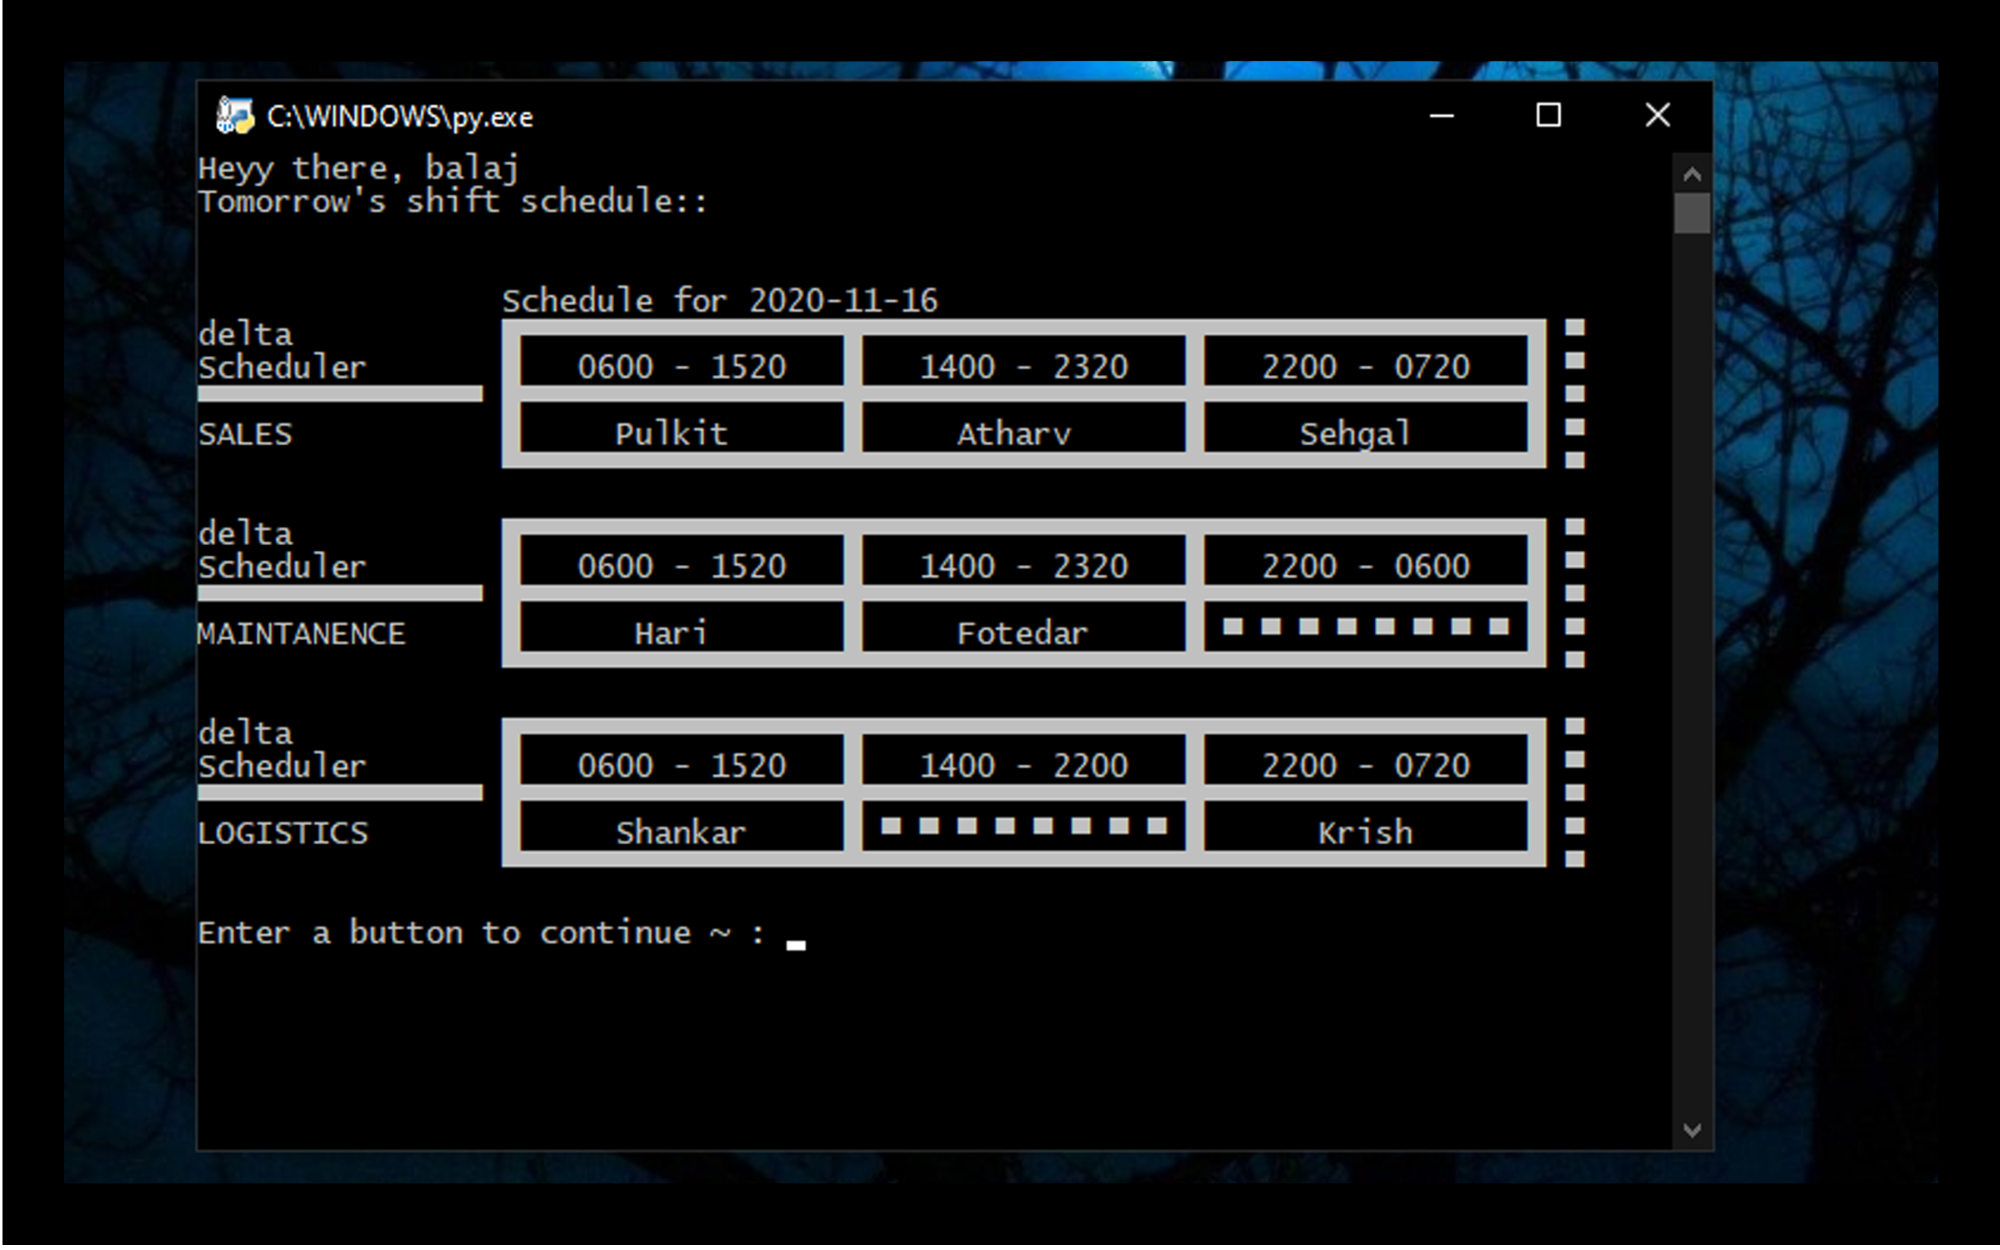 C:\WINDOWS\py.exe
Heyy there, balaj
Tomorrow's shift schedule::
Schedule for 2020-11-16
delta
Scheduler 0600 - 1520 1400 - 2320 2200 - 0720
SALES Pulkit Atharv Sehgal
delta
Scheduler 0600 - 1520 1400 - 2320 2200 - 0600
MAINTANENCE Hari Fotedar
delta
Scheduler 0600 - 1520 1400 - 2200 2200 - 0720
LOGISTICS Shankar Krish
Enter a button to continue ~ :